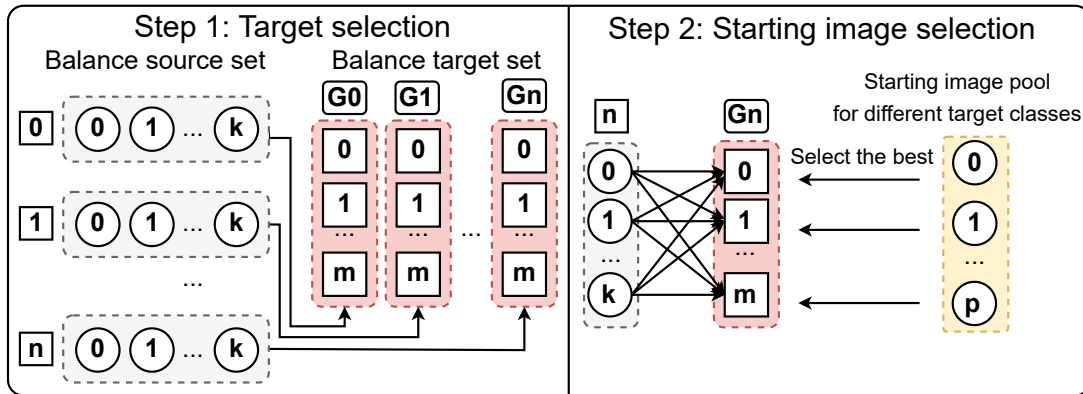 Step 1: Target selection
Balance source set
Balance target set
G0 G1 Gn
0 0 1 ... k
0 0 0
1 1 1
... ... ... ...
m m m
1 0 1 ... k
...
n 0 1 ... k
Step 2: Starting image selection
Starting image pool
for different target classes
n Gn
Select the best
0 0 0
1 1 1
... ... ...
k m p